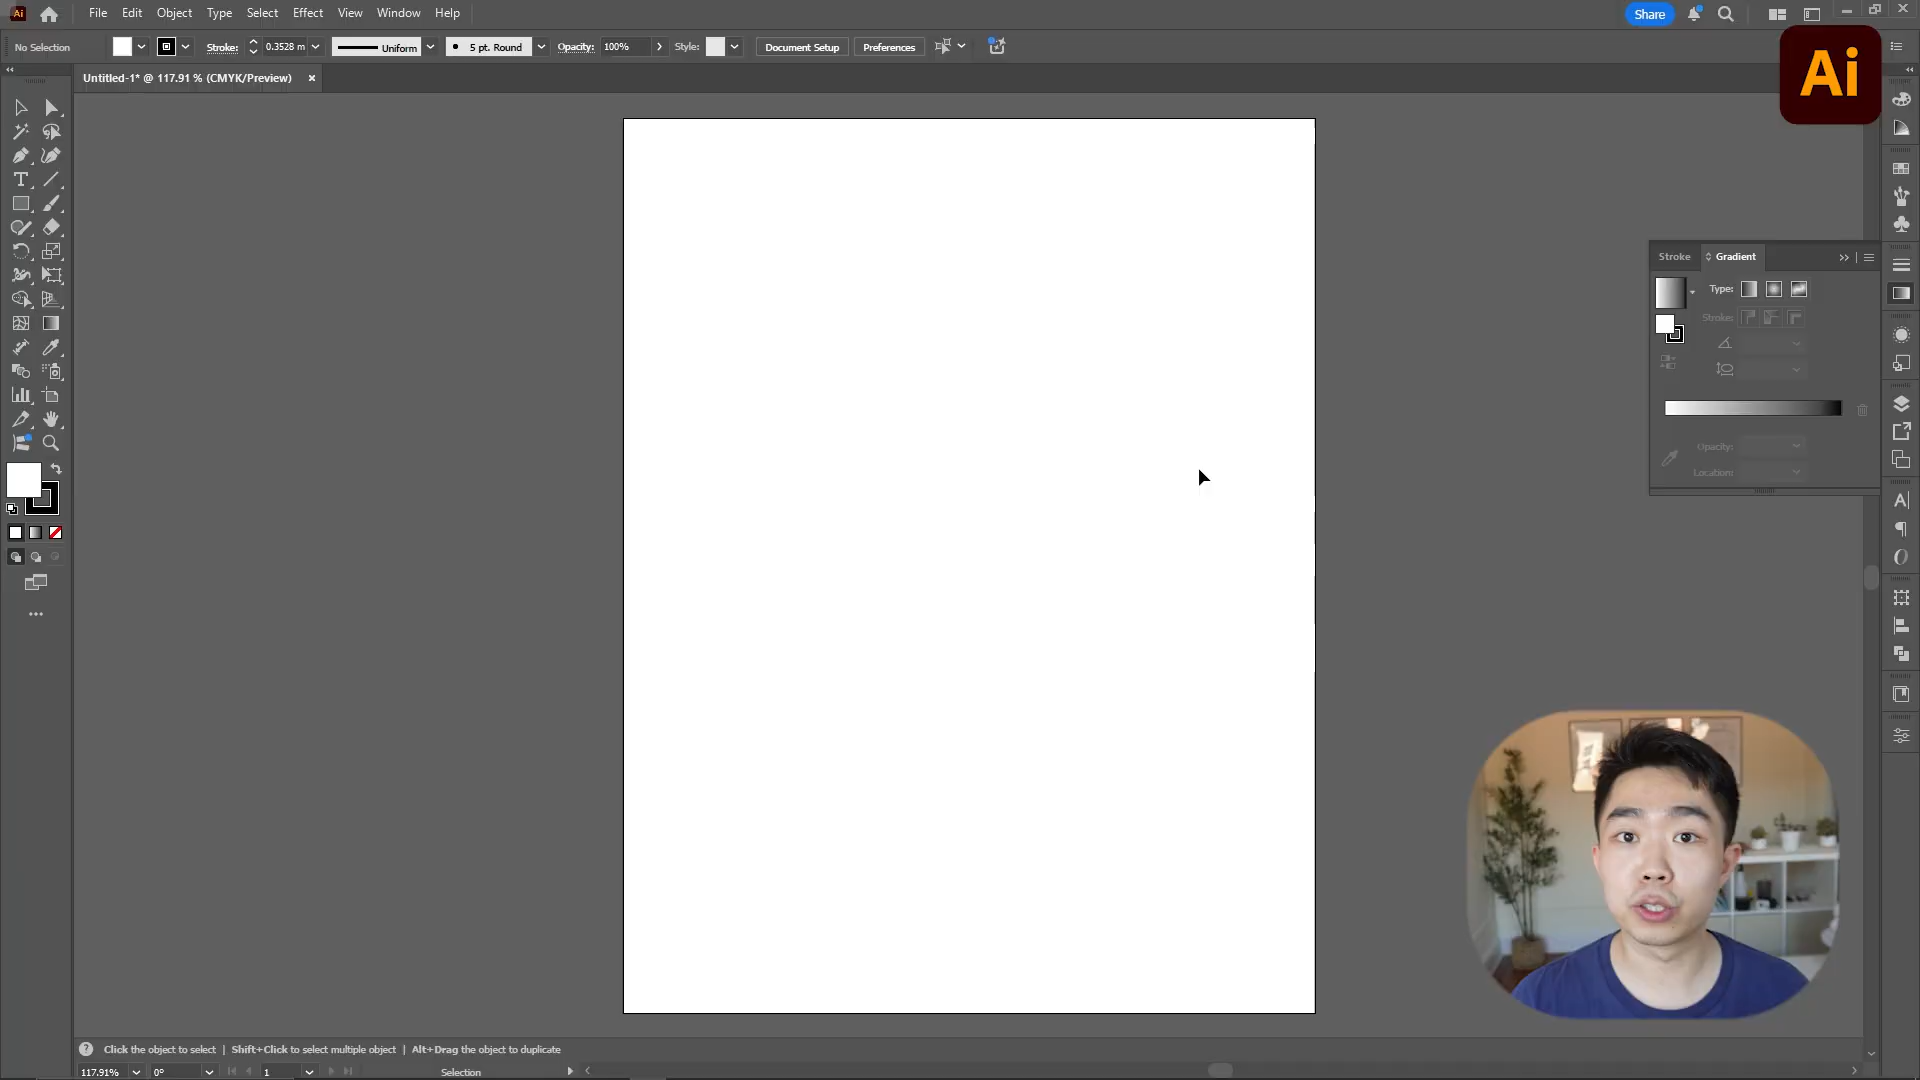 Ai File Edit Object Type Select Effect View Window Help Share
No Selection Stroke: 0.3528 m Uniform 5 pt. Round Opacity: 100% Style: Document Setup Preferences
Ai
Untitled-1* @ 117.91 % (CMYK/Preview) ×
Stroke Gradient
Type:
Stroke:
Opacity:
Location:
Click the object to select | Shift+Click to select multiple object | Alt+Drag the object to duplicate
117.91% 0° 1 Selection